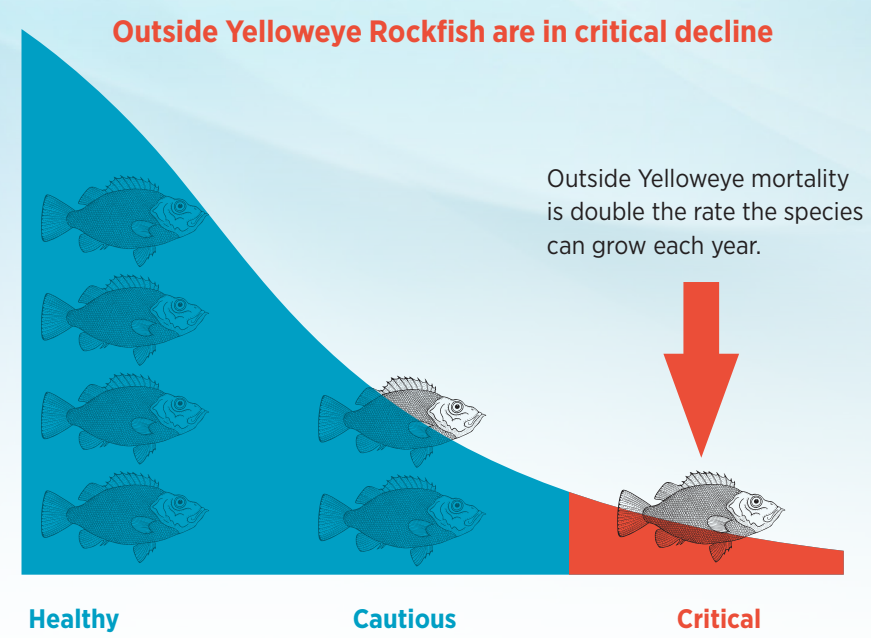 Outside Yelloweye Rockfish are in critical decline
Outside Yelloweye mortality
is double the rate the species
can grow each year.
Healthy
Cautious
Critical